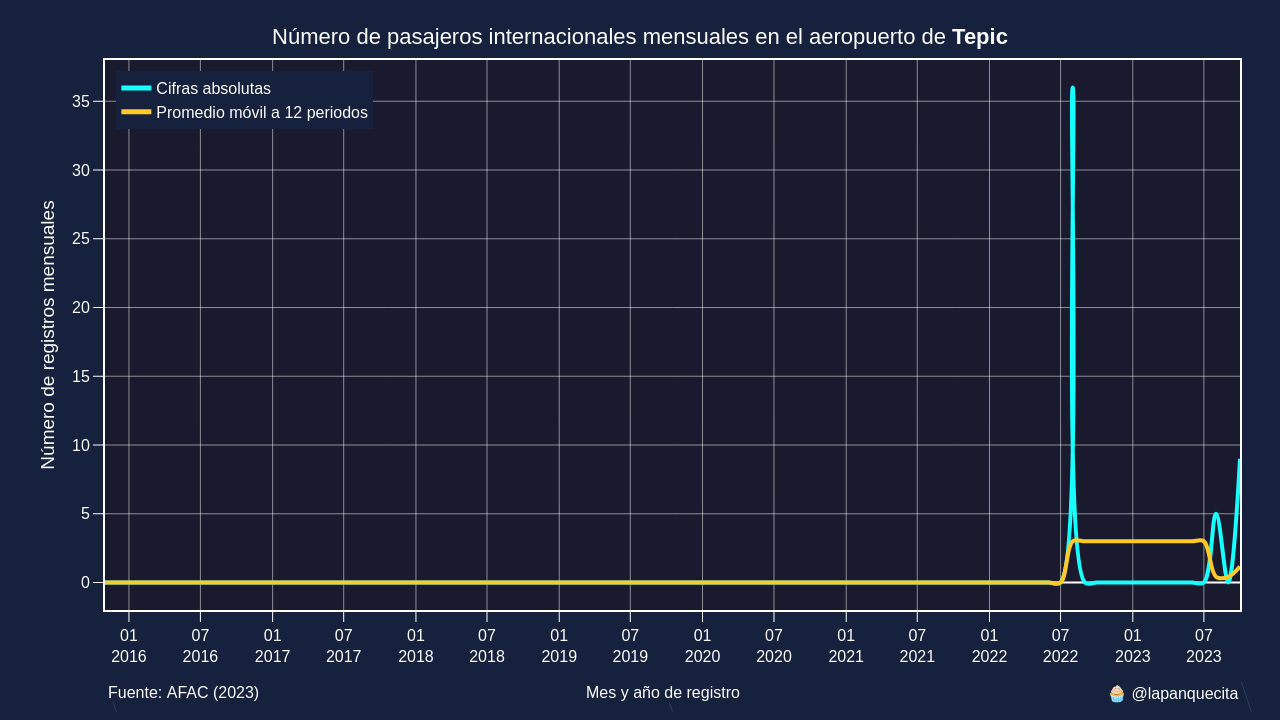 Número de pasajeros internacionales mensuales en el aeropuerto de Tepic
Cifras absolutas
Promedio móvil a 12 periodos
Número de registros mensuales
35
30
25
20
15
10
5
0
01 07 01 07 01 07 01 07 01 07 01 07 01 07 01 07
2016 2016 2017 2017 2018 2018 2019 2019 2020 2020 2021 2021 2022 2022 2023 2023
Fuente: AFAC (2023)
Mes y año de registro
🧁 @lapanquecita